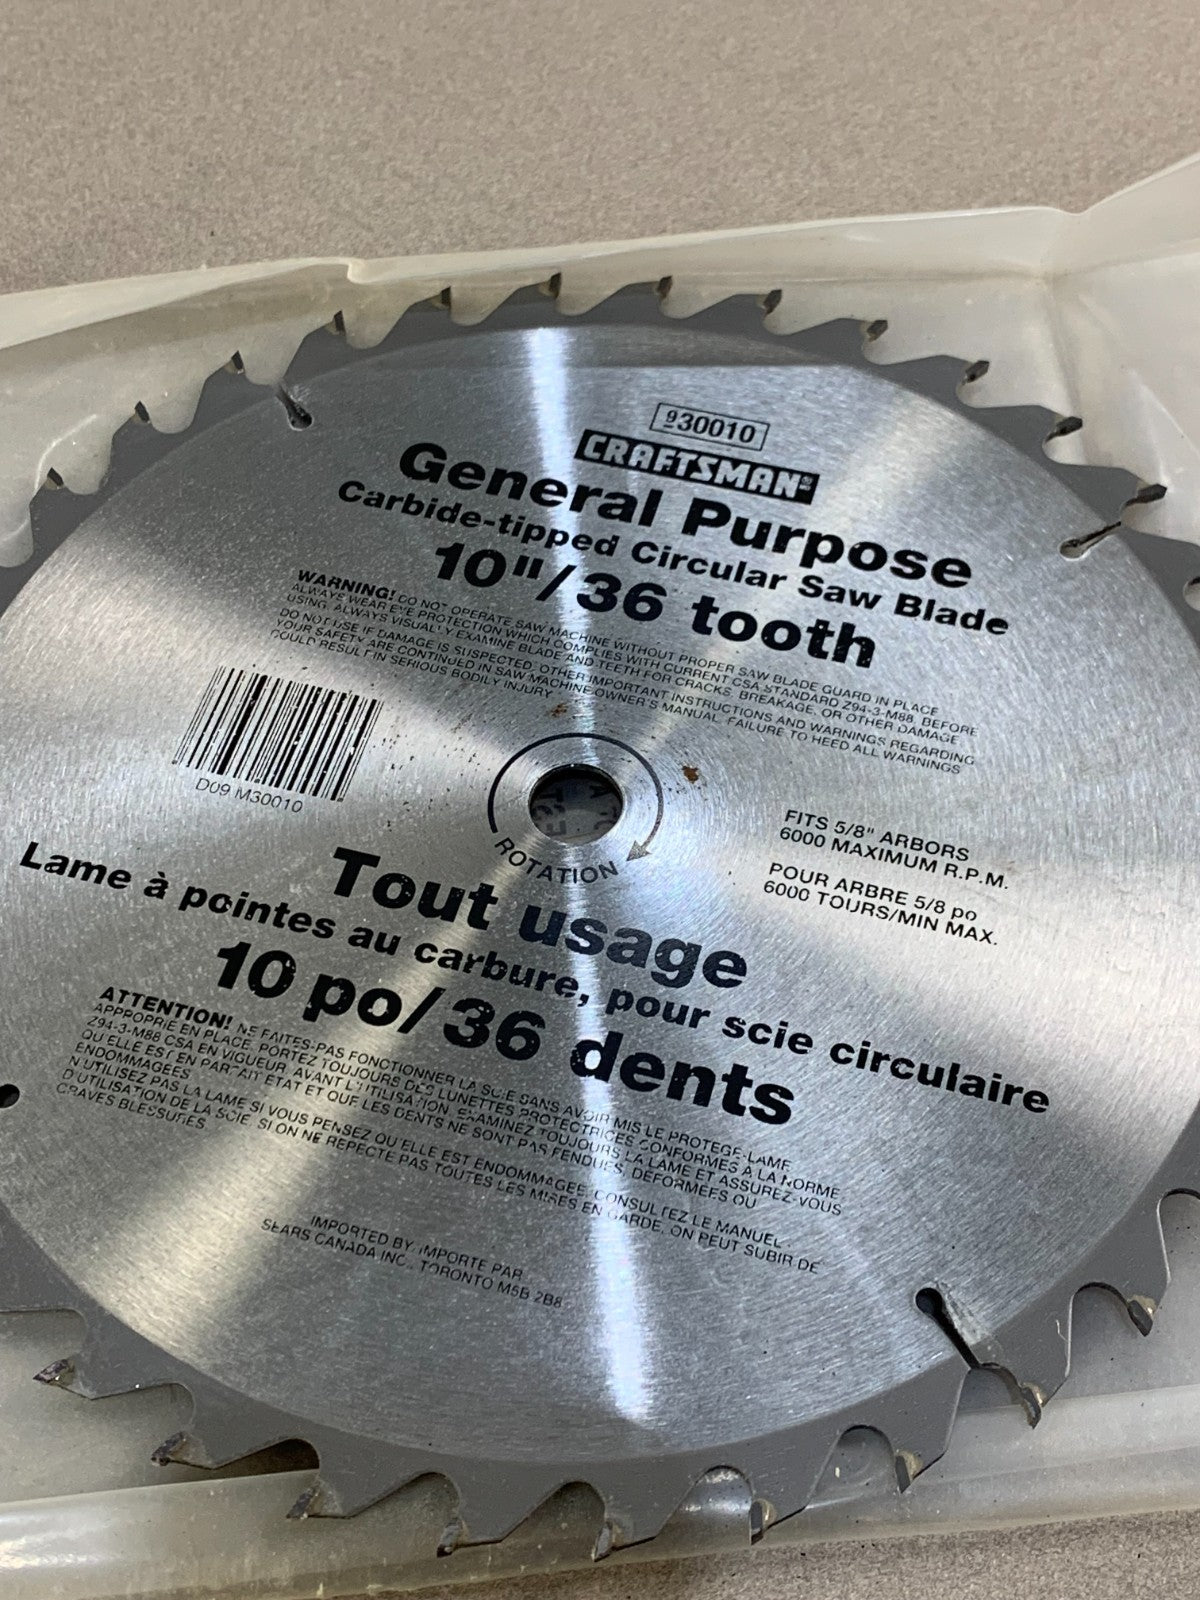 930010
CRAFTSMAN
General Purpose
Carbide-tipped Circular Saw Blade
10"/36 tooth
WARNING! DO NOT OPERATE SAW MACHINE WITHOUT PROPER SAW BLADE GUARD IN PLACE.
ALWAYS WEAR EYE PROTECTION WHICH COMPLIES WITH CURRENT CSA STANDARD Z94-3-M88. BEFORE
USING, ALWAYS VISUALLY EXAMINE BLADE AND TEETH FOR CRACKS, BREAKAGE, OR OTHER DAMAGE.
DO NOT USE IF DAMAGE IS SUSPECTED. OTHER IMPORTANT INSTRUCTIONS AND WARNINGS REGARDING
YOUR SAFETY ARE CONTINUED IN SAW MACHINE OWNER'S MANUAL. FAILURE TO HEED ALL WARNINGS
COULD RESULT IN SERIOUS BODILY INJURY.
D09 M30010
ROTATION
FITS 5/8" ARBORS
6000 MAXIMUM R.P.M.
POUR ARBRE 5/8 po
6000 TOURS/MIN MAX.
Tout usage
Lame à pointes au carbure, pour scie circulaire
10 po/36 dents
ATTENTION! NE FAITES-PAS FONCTIONNER LA SCIE SANS AVOIR MIS LE PROTEGE-LAME
APPPOPRIE EN PLACE. PORTEZ TOUJOURS DES LUNETTES PROTECTRICES CONFORMES À LA NORME
Z94-3-M88 CSA EN VIGUEUR. AVANT L'UTILISATION, EXAMINEZ TOUJOURS LA LAME ET ASSUREZ-VOUS
QU'ELLE EST EN PARFAIT ETAT ET QUE LES DENTS NE SONT PAS FENDUES, DEFORMEES OU
ENDOMMAGEES.
N'UTILISEZ PAS LA LAME SI VOUS PENSEZ QU'ELLE EST ENDOMMAGEE. CONSULTEZ LE MANUEL
D'UTILISATION DE LA SCIE. SI ON NE REPECTE PAS TOUTES LES MISES EN GARDE, ON PEUT SUBIR DE
GRAVES BLESSURES.
IMPORTED BY/IMPORTE PAR
SEARS CANADA INC., TORONTO M5B 2B8